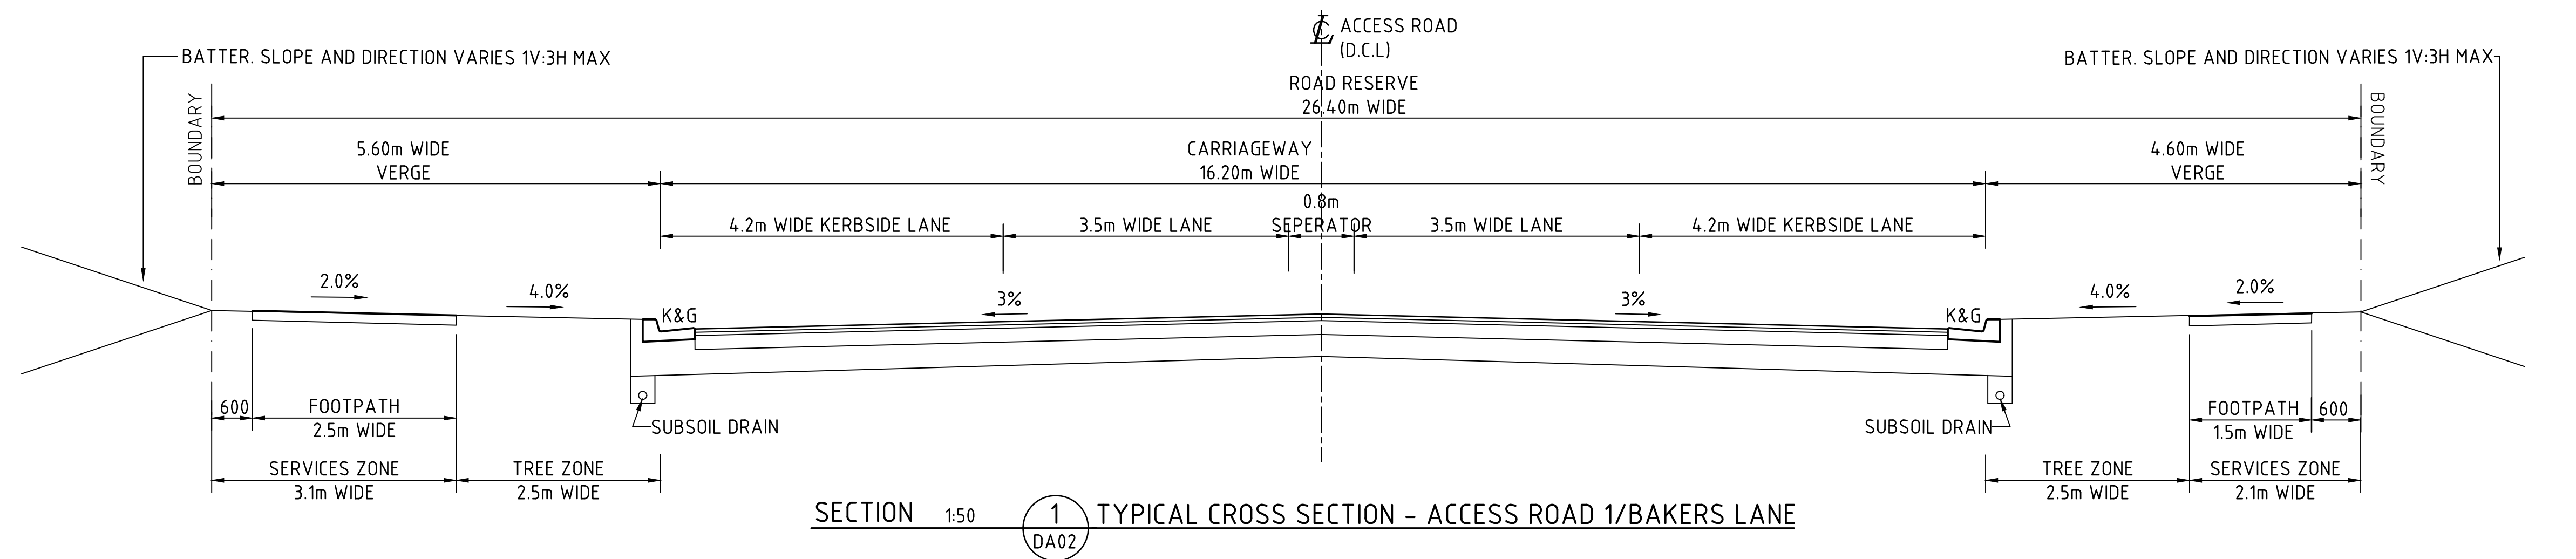 ℄ ACCESS ROAD
(D.C.L)
BATTER. SLOPE AND DIRECTION VARIES 1V:3H MAX
BATTER. SLOPE AND DIRECTION VARIES 1V:3H MAX
ROAD RESERVE
26.40m WIDE
BOUNDARY
BOUNDARY
5.60m WIDE
VERGE
CARRIAGEWAY
16.20m WIDE
4.60m WIDE
VERGE
0.8m
SEPERATOR
4.2m WIDE KERBSIDE LANE
3.5m WIDE LANE
3.5m WIDE LANE
4.2m WIDE KERBSIDE LANE
2.0%
4.0%
K&G
3%
3%
K&G
4.0%
2.0%
600
FOOTPATH
2.5m WIDE
SUBSOIL DRAIN
SUBSOIL DRAIN
FOOTPATH
1.5m WIDE
600
SERVICES ZONE
3.1m WIDE
TREE ZONE
2.5m WIDE
TREE ZONE
2.5m WIDE
SERVICES ZONE
2.1m WIDE
SECTION 1:50
1
DA02
TYPICAL CROSS SECTION - ACCESS ROAD 1/BAKERS LANE